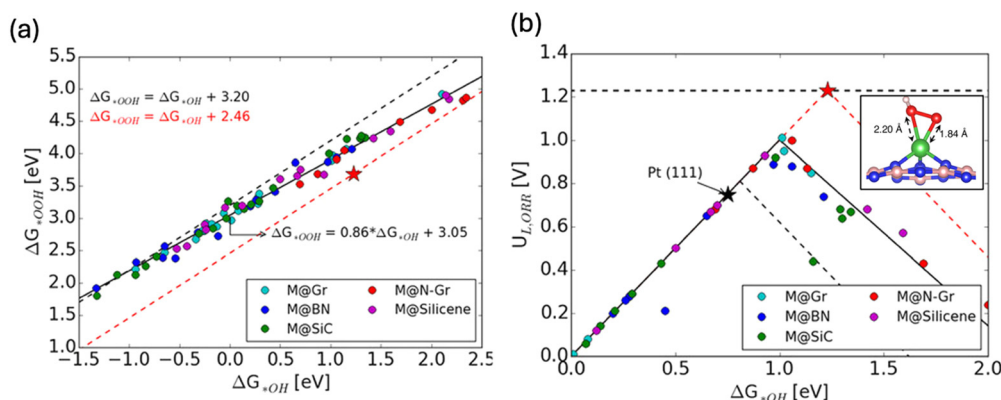 (a)
5.5
5.0
4.5
4.0
3.5
3.0
2.5
2.0
1.5
1.0
ΔG*OOH [eV]
ΔG*OOH = ΔG*OH + 3.20
ΔG*OOH = ΔG*OH + 2.46
ΔG*OOH = 0.86*ΔG*OH + 3.05
M@Gr
M@BN
M@SiC
M@N-Gr
M@Silicene
−1.5 −1.0 −0.5 0.0 0.5 1.0 1.5 2.0 2.5
ΔG*OH [eV]
(b)
1.4
1.2
1.0
0.8
0.6
0.4
0.2
0.0
U_L,ORR [V]
Pt (111)
2.20 Å
1.84 Å
M@Gr
M@BN
M@SiC
M@N-Gr
M@Silicene
0.0 0.5 1.0 1.5 2.0
ΔG*OH [eV]